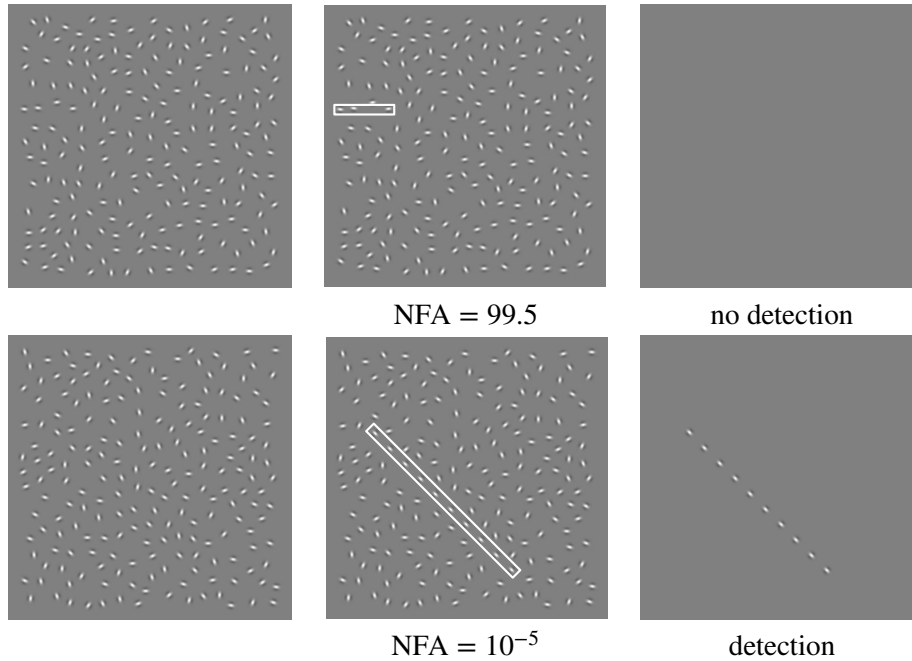 NFA = 99.5
no detection
NFA = 10⁻⁵
detection